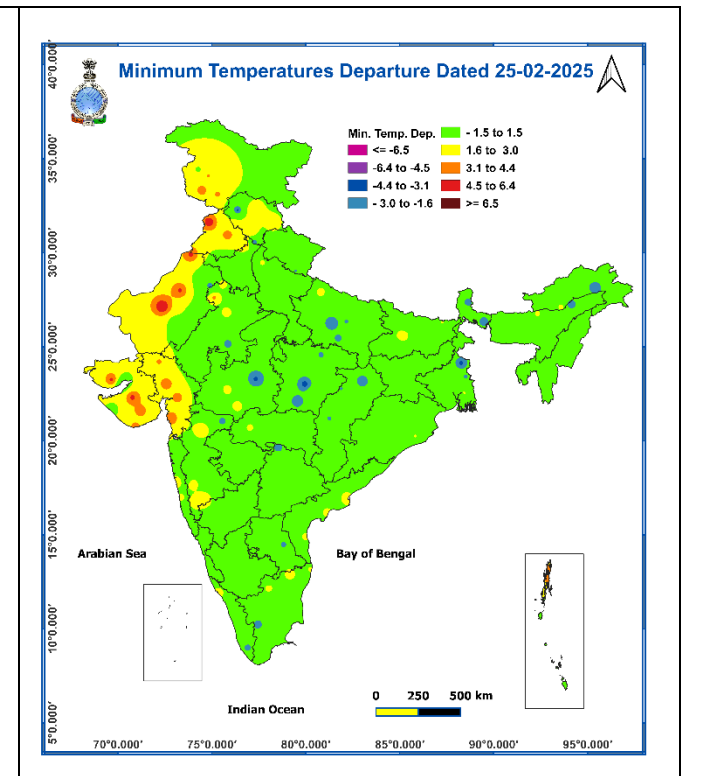 Minimum Temperatures Departure Dated 25-02-2025
Min. Temp. Dep.
<= -6.5
-6.4 to -4.5
-4.4 to -3.1
- 3.0 to -1.6
- 1.5 to 1.5
1.6 to 3.0
3.1 to 4.4
4.5 to 6.4
>= 6.5
40°0.000'
35°0.000'
30°0.000'
25°0.000'
20°0.000'
15°0.000'
10°0.000'
5°0.000'
Arabian Sea
Bay of Bengal
Indian Ocean
0 250 500 km
70°0.000' 75°0.000' 80°0.000' 85°0.000' 90°0.000' 95°0.000'